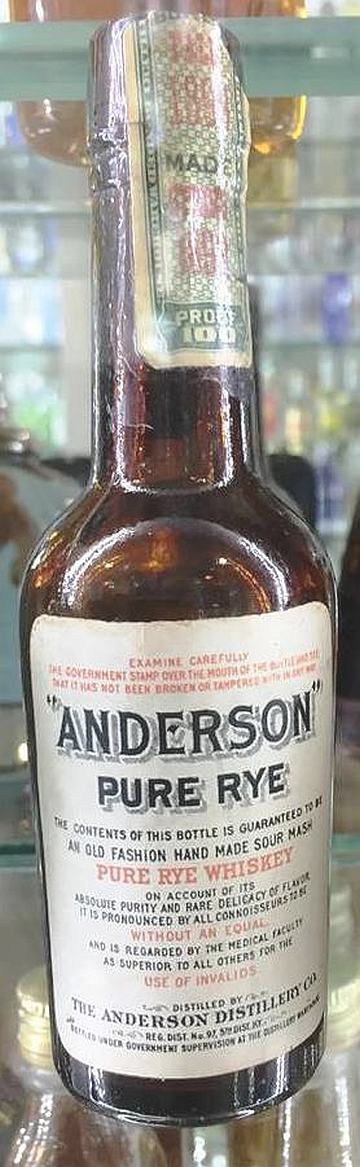 MADE
PROOF
100
EXAMINE CAREFULLY
THE GOVERNMENT STAMP OVER THE MOUTH OF THE BOTTLE AND SEE
THAT IT HAS NOT BEEN BROKEN OR TAMPERED WITH IN ANY WAY
"ANDERSON"
PURE RYE
THE CONTENTS OF THIS BOTTLE IS GUARANTEED TO BE
AN OLD FASHION HAND MADE SOUR MASH
PURE RYE WHISKEY
ON ACCOUNT OF ITS
ABSOLUTE PURITY AND RARE DELICACY OF FLAVOR
IT IS PRONOUNCED BY ALL CONNOISSEURS TO BE
WITHOUT AN EQUAL
AND IS REGARDED BY THE MEDICAL FACULTY
AS SUPERIOR TO ALL OTHERS FOR THE
USE OF INVALIDS
DISTILLED BY
THE ANDERSON DISTILLERY CO.
REG. DIST. No. 97, 5TH DIST. KY.
BOTTLED UNDER GOVERNMENT SUPERVISION AT THE DISTILLERY WAREHOUSE